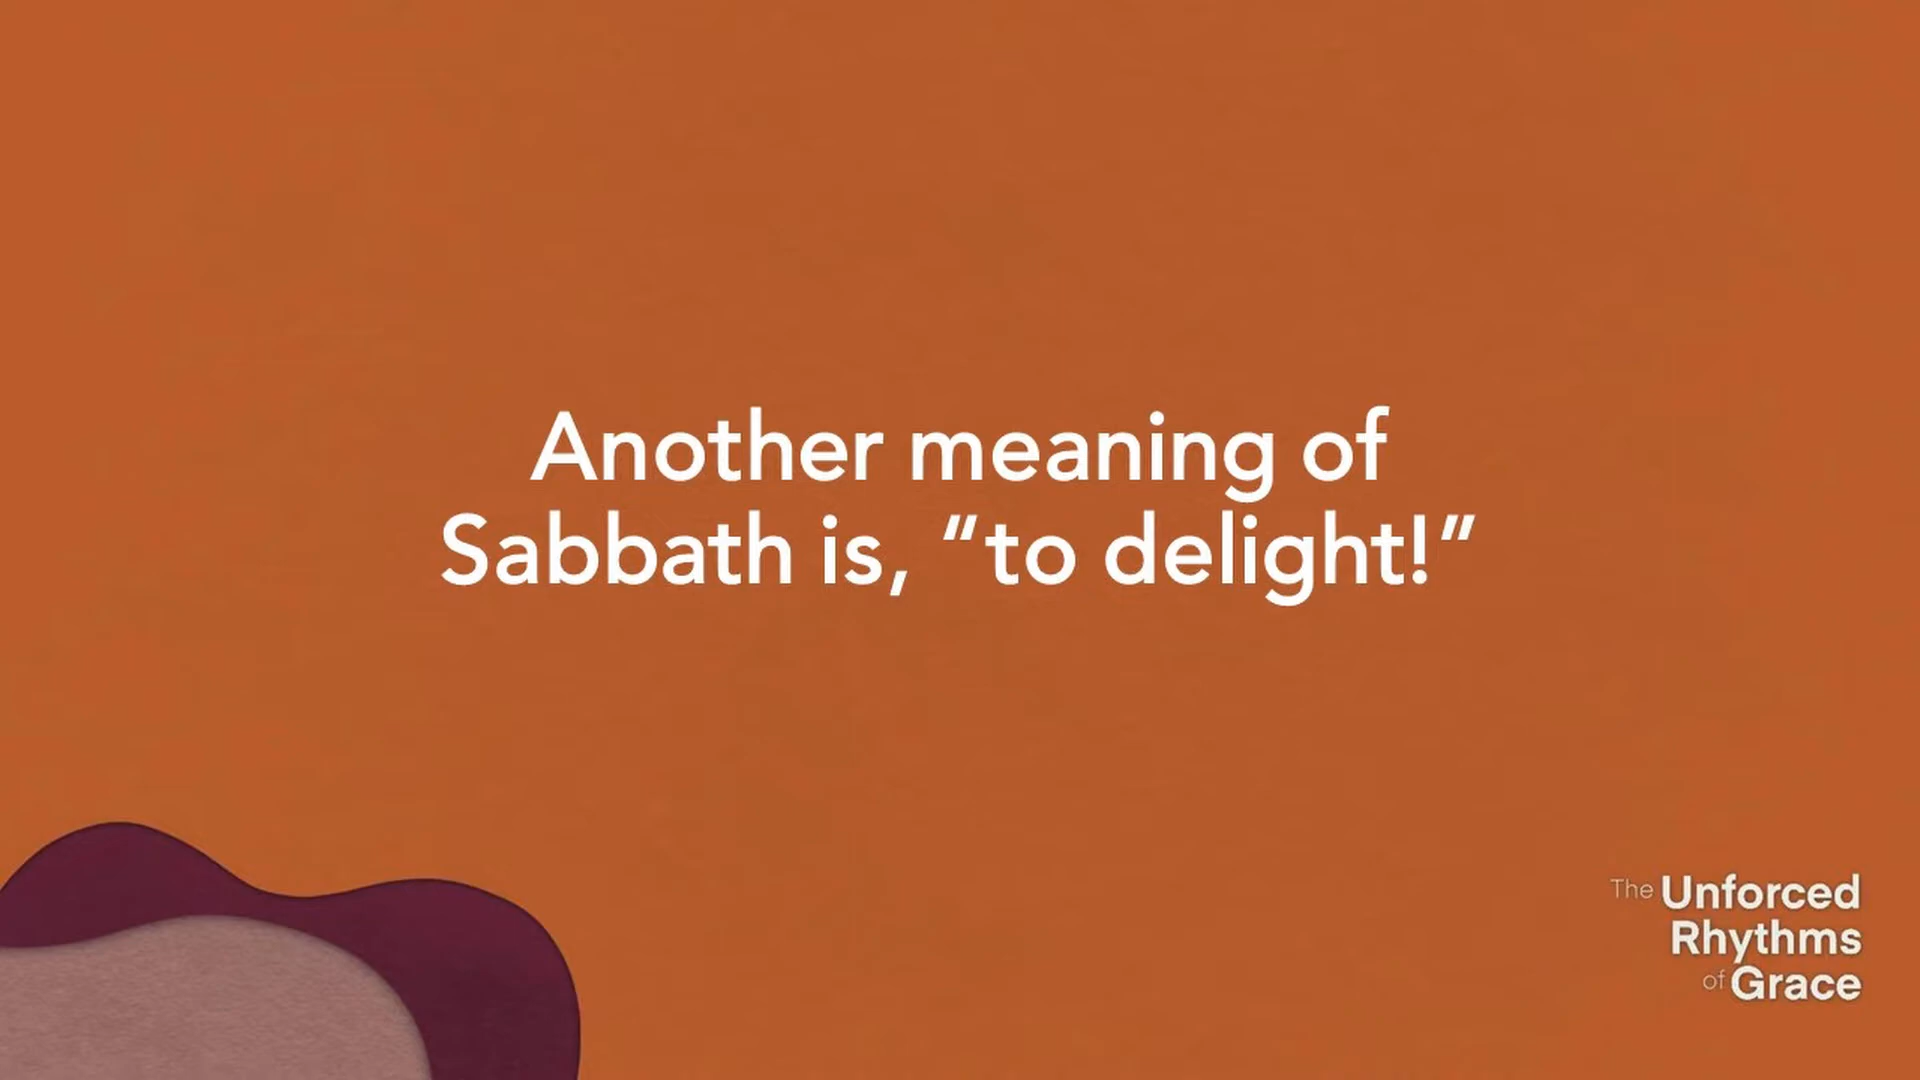 Another meaning of
Sabbath is, “to delight!”
The Unforced
Rhythms
of Grace